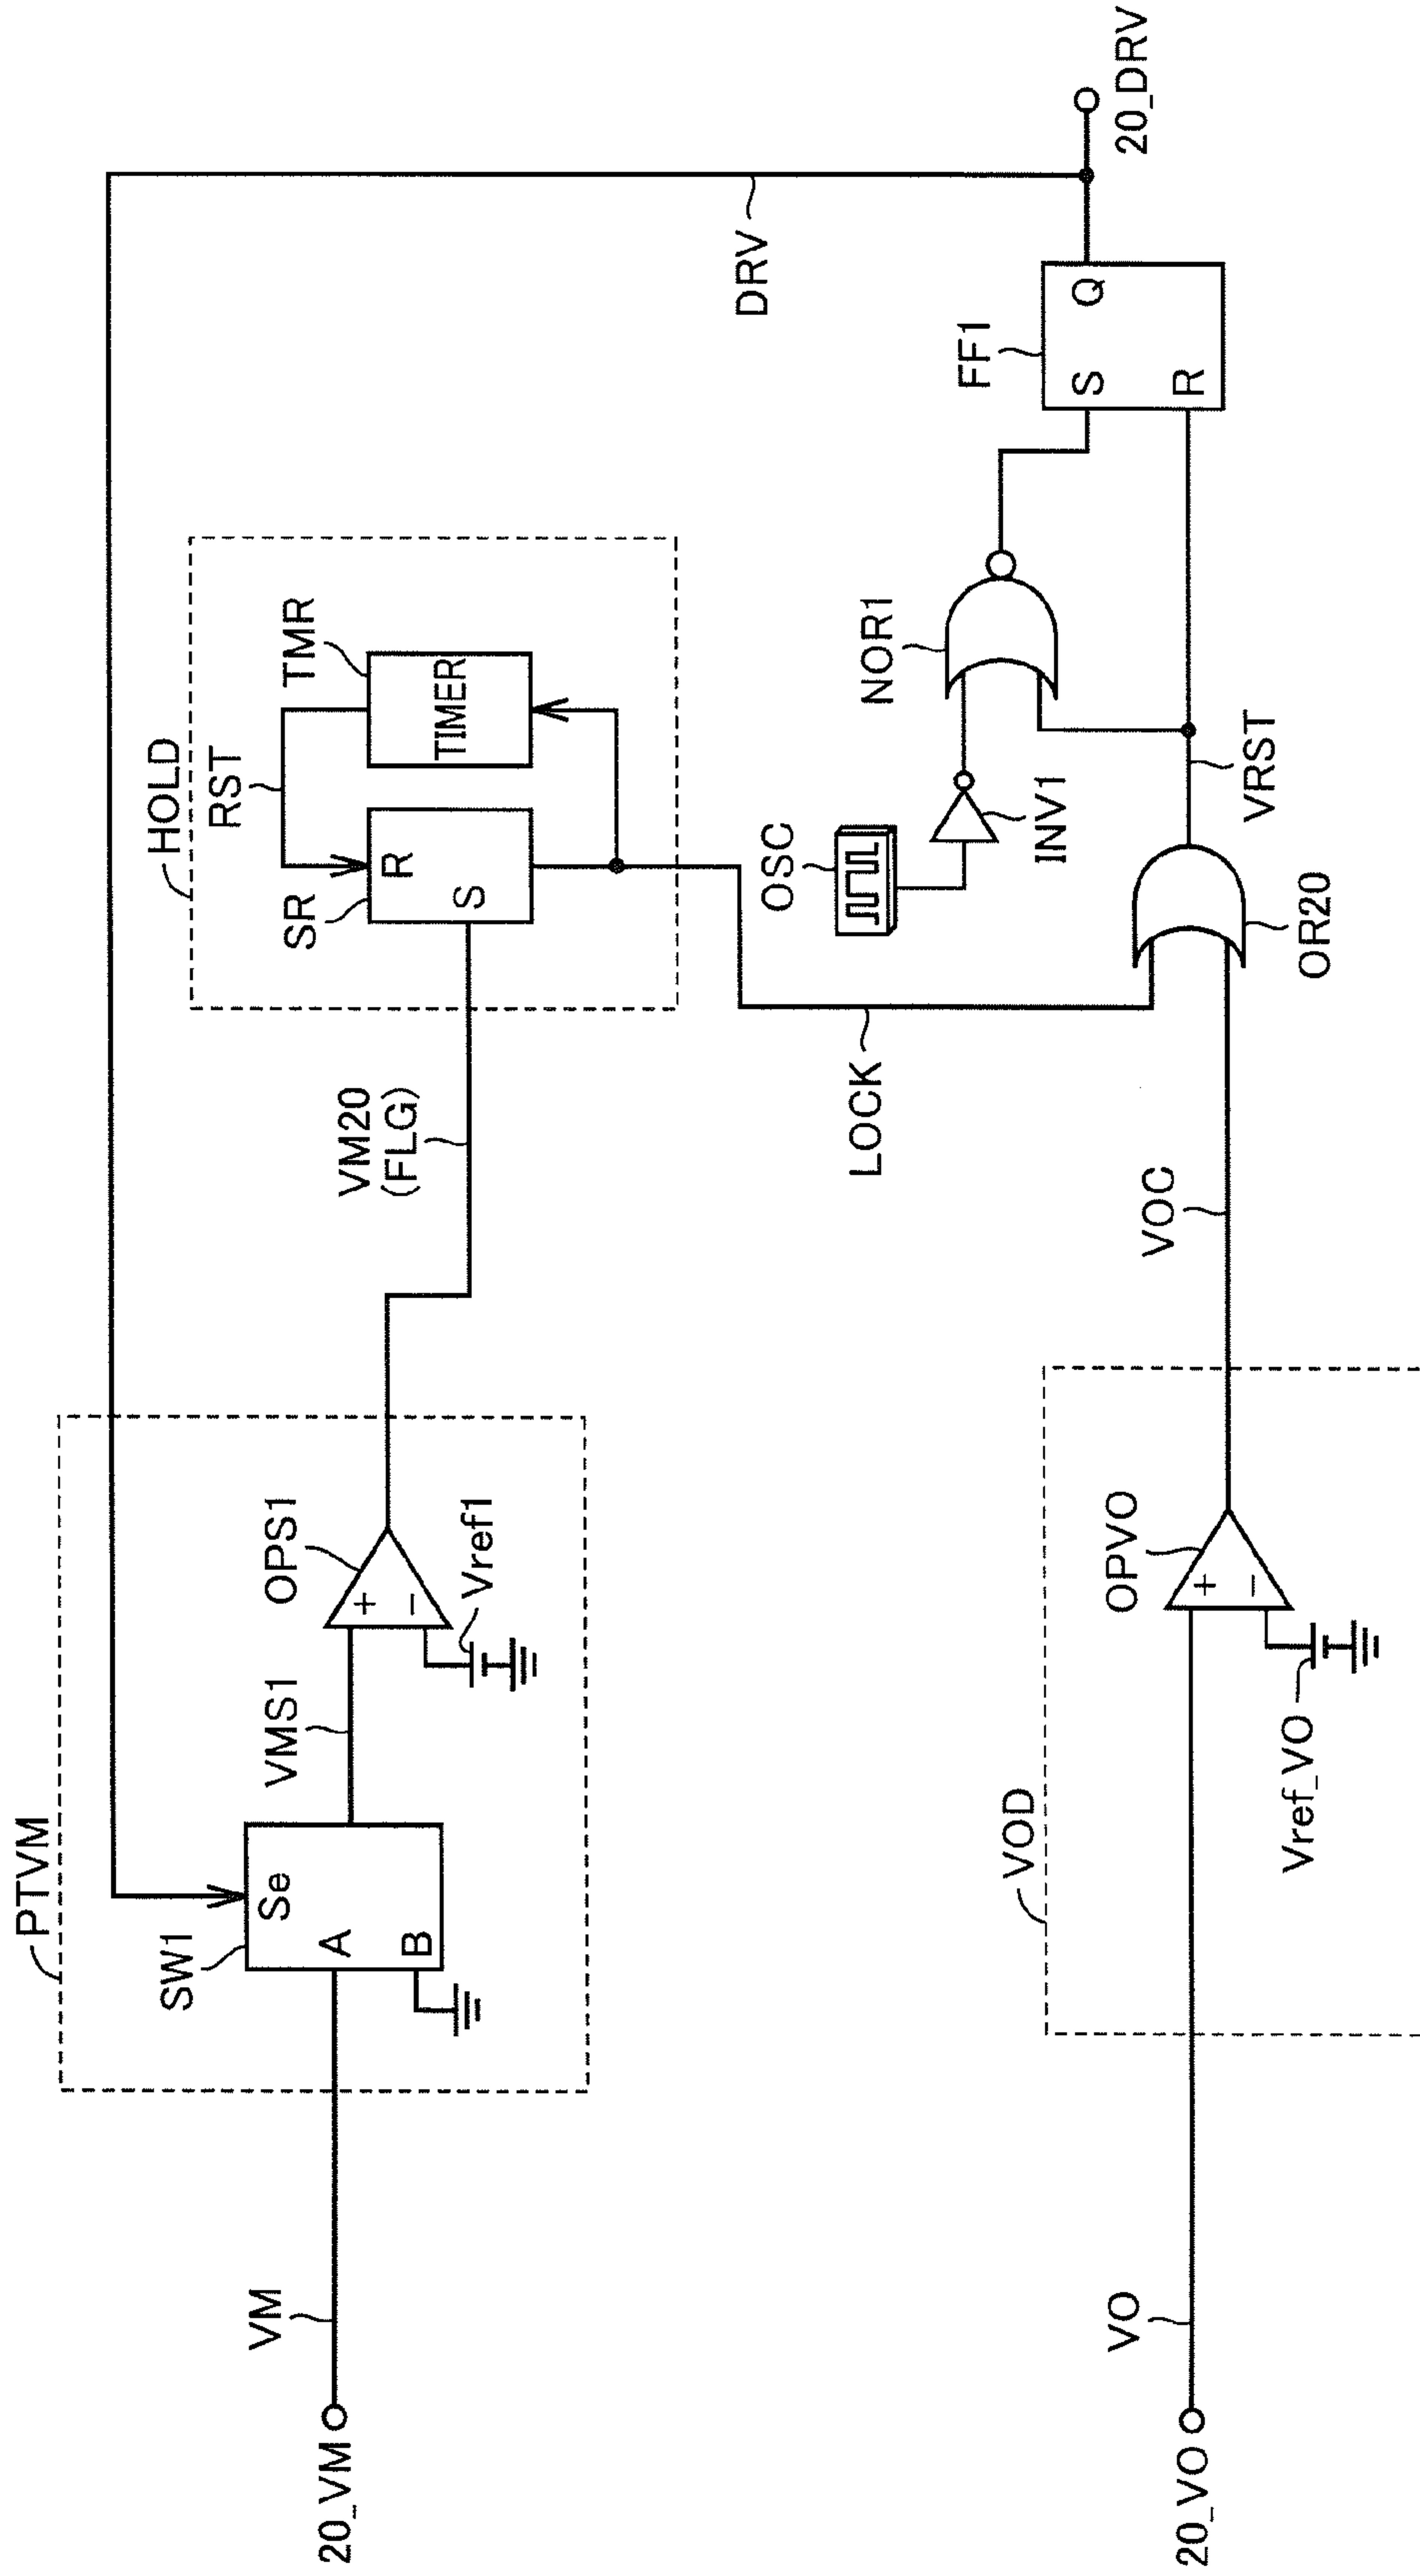 PTVM
SW1
Se
A
B
VM
20_VM
VMS1
OPS1
+
−
Vref1
VM20
(FLG)
HOLD
RST
SR
R
S
TMR
TIMER
LOCK
DRV
OSC
INV1
NOR1
FF1
S
Q
R
20_DRV
VRST
OR20
VOC
VOD
OPVO
+
−
Vref_VO
VO
20_VO